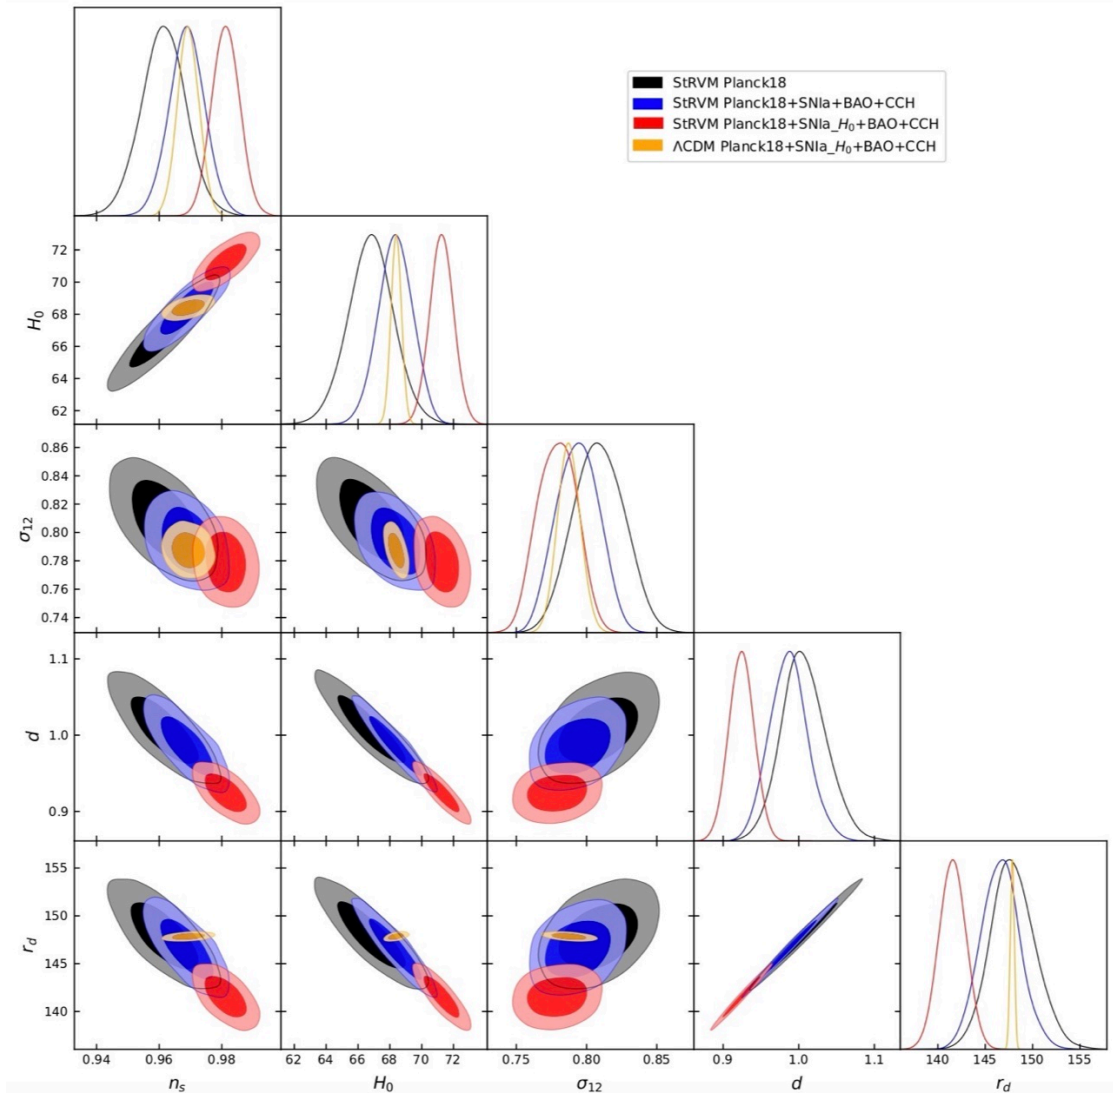 StRVM Planck18
StRVM Planck18+SNIa+BAO+CCH
StRVM Planck18+SNIa_H₀+BAO+CCH
ΛCDM Planck18+SNIa_H₀+BAO+CCH
72
70
68
66
64
62
H₀
0.86
0.84
0.82
0.80
0.78
0.76
0.74
σ₁₂
1.1
1.0
0.9
d
155
150
145
140
r_d
0.94 0.96 0.98 62 64 66 68 70 72 0.75 0.80 0.85 0.9 1.0 1.1 140 145 150 155
n_s H₀ σ₁₂ d r_d